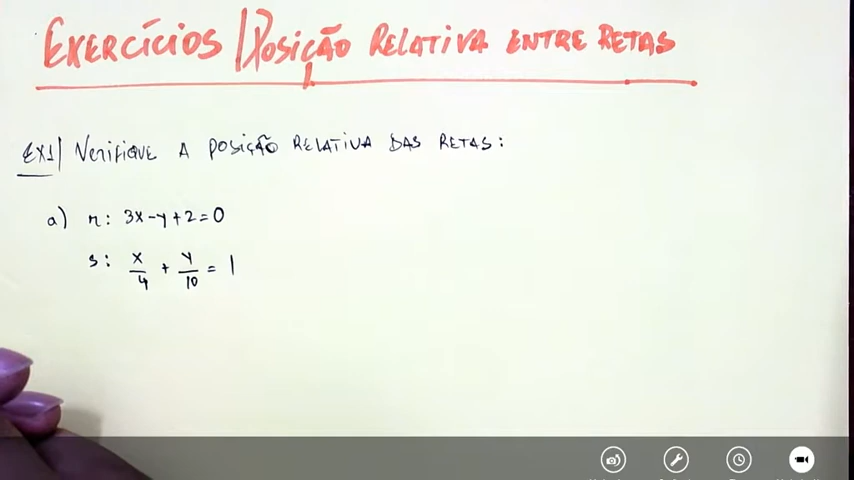 EXERCÍCIOS | POSIÇÃO RELATIVA ENTRE RETAS
EX1| VERIFIQUE A POSIÇÃO RELATIVA DAS RETAS:
a) r: 3x-y+2=0
s: x/4 + y/10 = 1